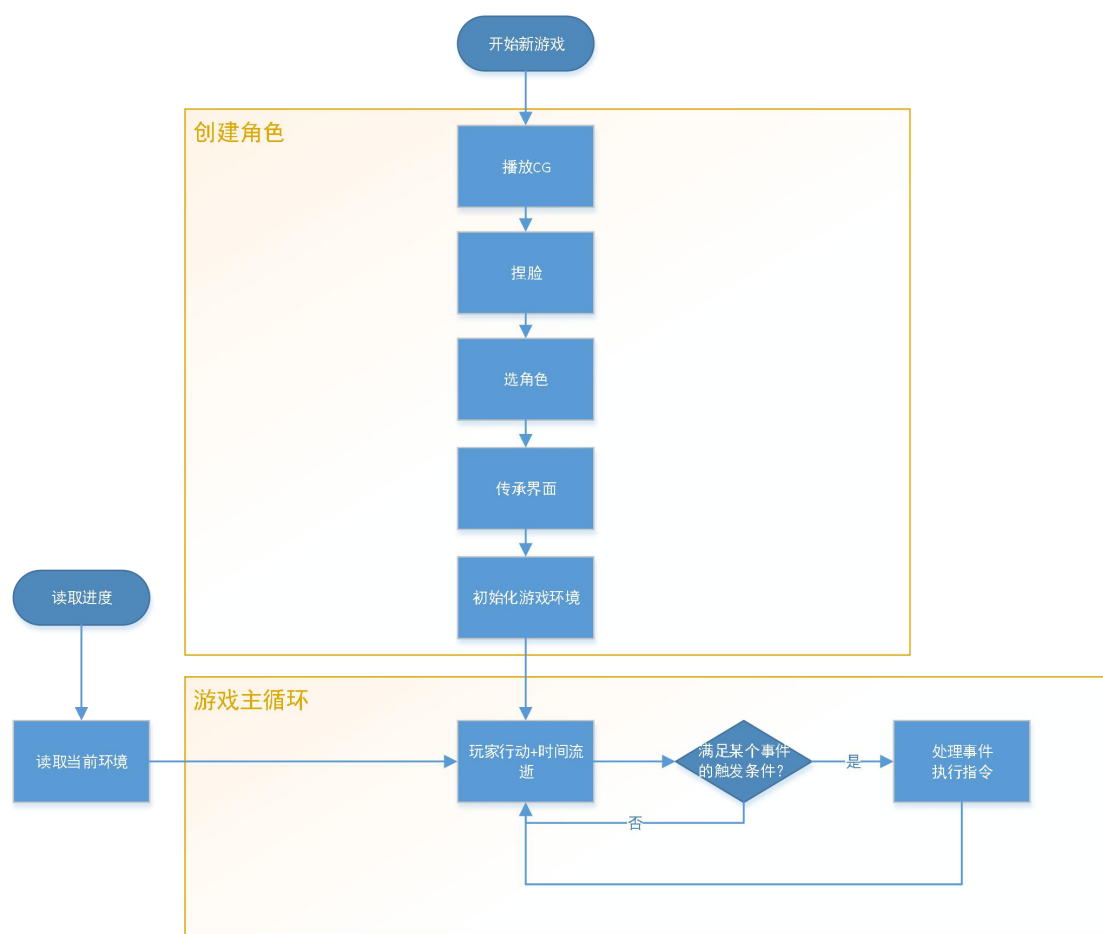 开始新游戏
创建角色
播放CG
捏脸
选角色
传承界面
初始化游戏环境
读取进度
游戏主循环
读取当前环境
玩家行动+时间流
逝
满足某个事件
的触发条件?
是
处理事件
执行指令
否